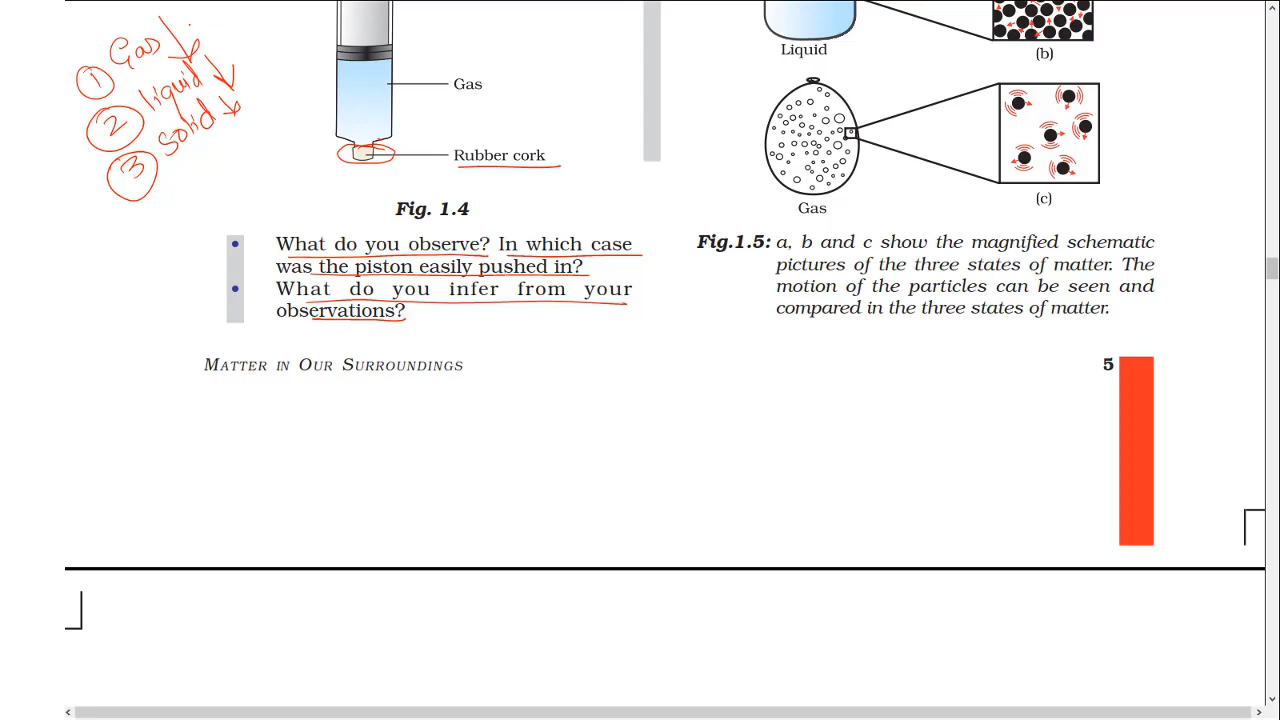 1 Gas
2 liquid
3 solid
Gas
Rubber cork
Fig. 1.4
• What do you observe? In which case
was the piston easily pushed in?
• What do you infer from your
observations?
Liquid
(b)
Gas
(c)
Fig.1.5: a, b and c show the magnified schematic
pictures of the three states of matter. The
motion of the particles can be seen and
compared in the three states of matter.
MATTER IN OUR SURROUNDINGS
5